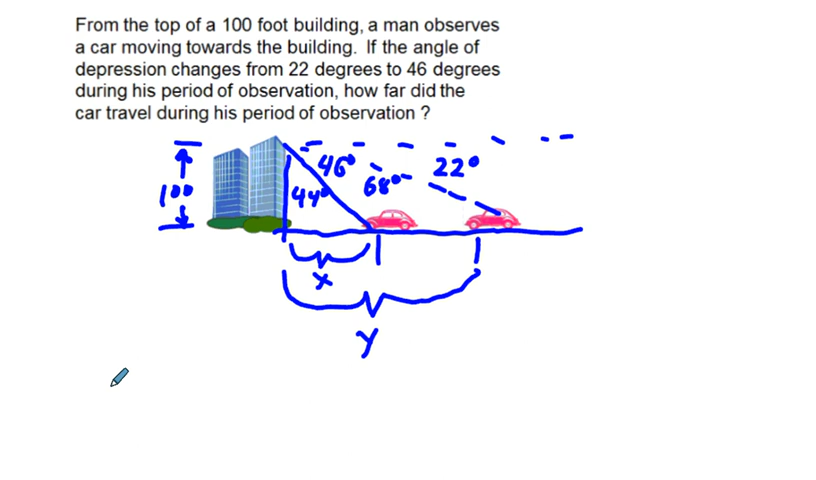 From the top of a 100 foot building, a man observes
a car moving towards the building. If the angle of
depression changes from 22 degrees to 46 degrees
during his period of observation, how far did the
car travel during his period of observation ?
46° 22°
100 44° 68°
x
y